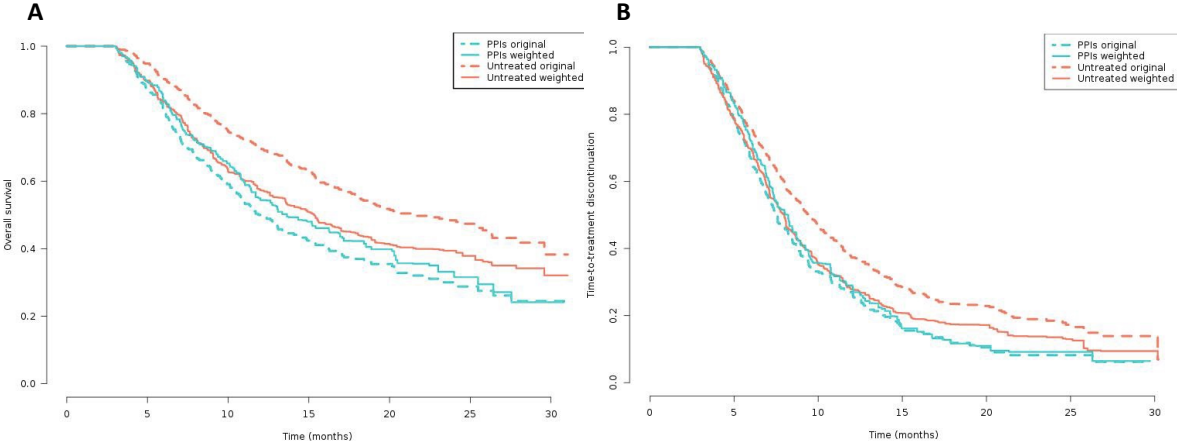 A
PPIs original
PPIs weighted
Untreated original
Untreated weighted
Overall survival
1.0
0.8
0.6
0.4
0.2
0.0
0 5 10 15 20 25 30
Time (months)
B
PPIs original
PPIs weighted
Untreated original
Untreated weighted
Time-to-treatment discontinuation
1.0
0.8
0.6
0.4
0.2
0.0
0 5 10 15 20 25 30
Time (months)